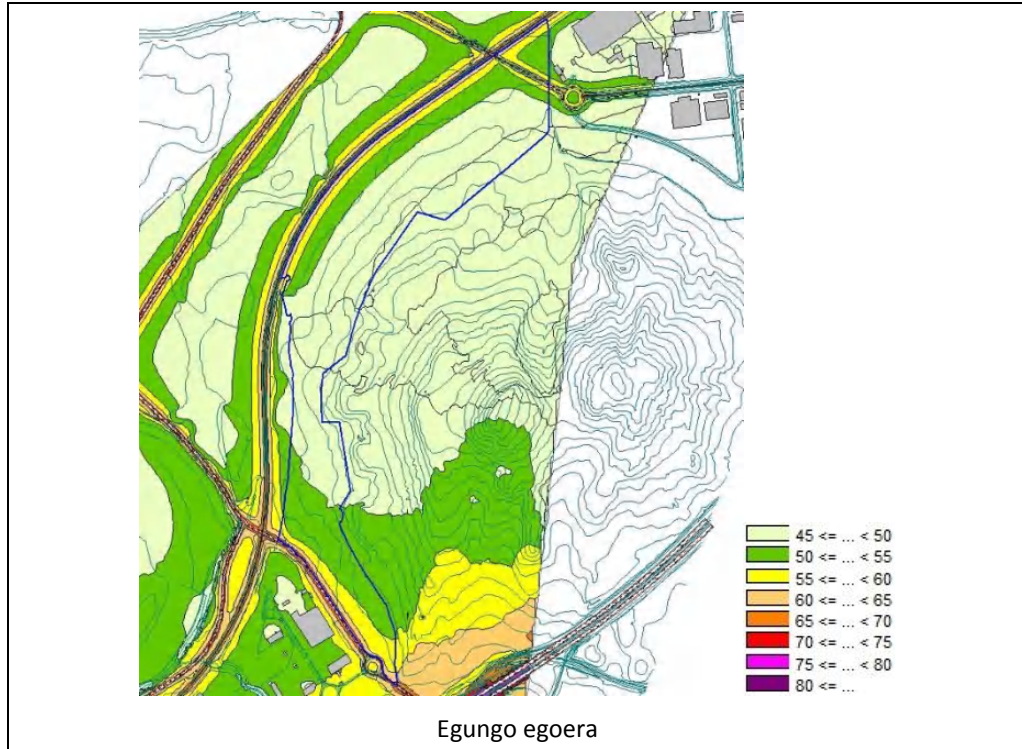 45 <= ... < 50
50 <= ... < 55
55 <= ... < 60
60 <= ... < 65
65 <= ... < 70
70 <= ... < 75
75 <= ... < 80
80 <= ...
Egungo egoera